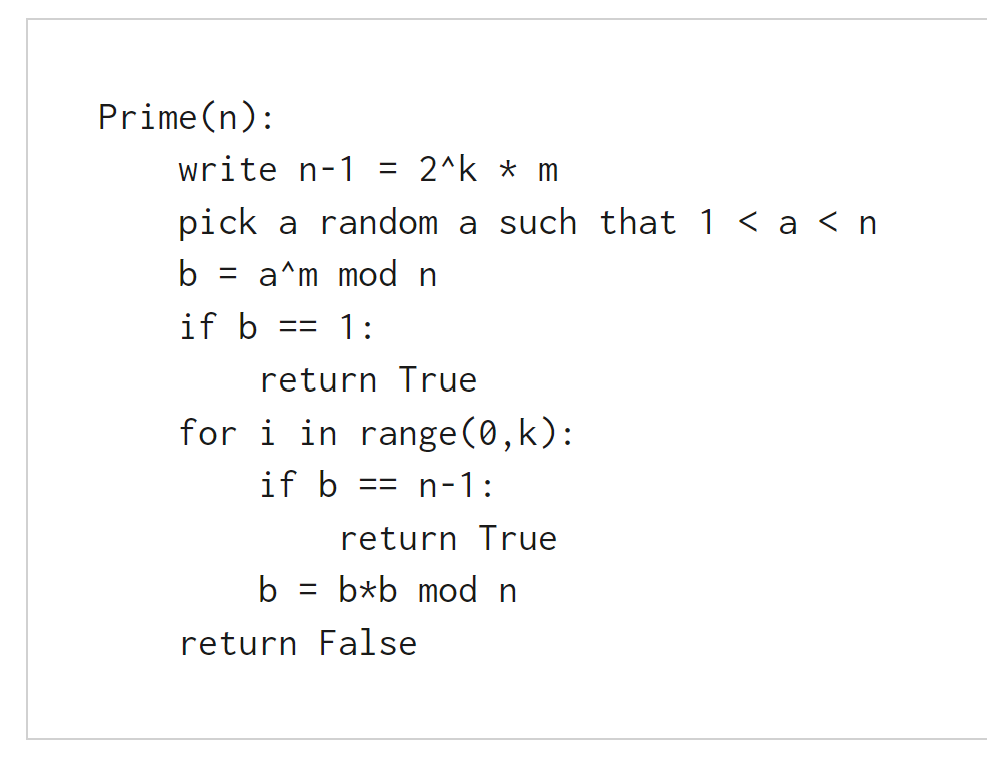 Prime(n):
    write n-1 = 2^k * m
    pick a random a such that 1 < a < n
    b = a^m mod n
    if b == 1:
        return True
    for i in range(0,k):
        if b == n-1:
            return True
        b = b*b mod n
    return False